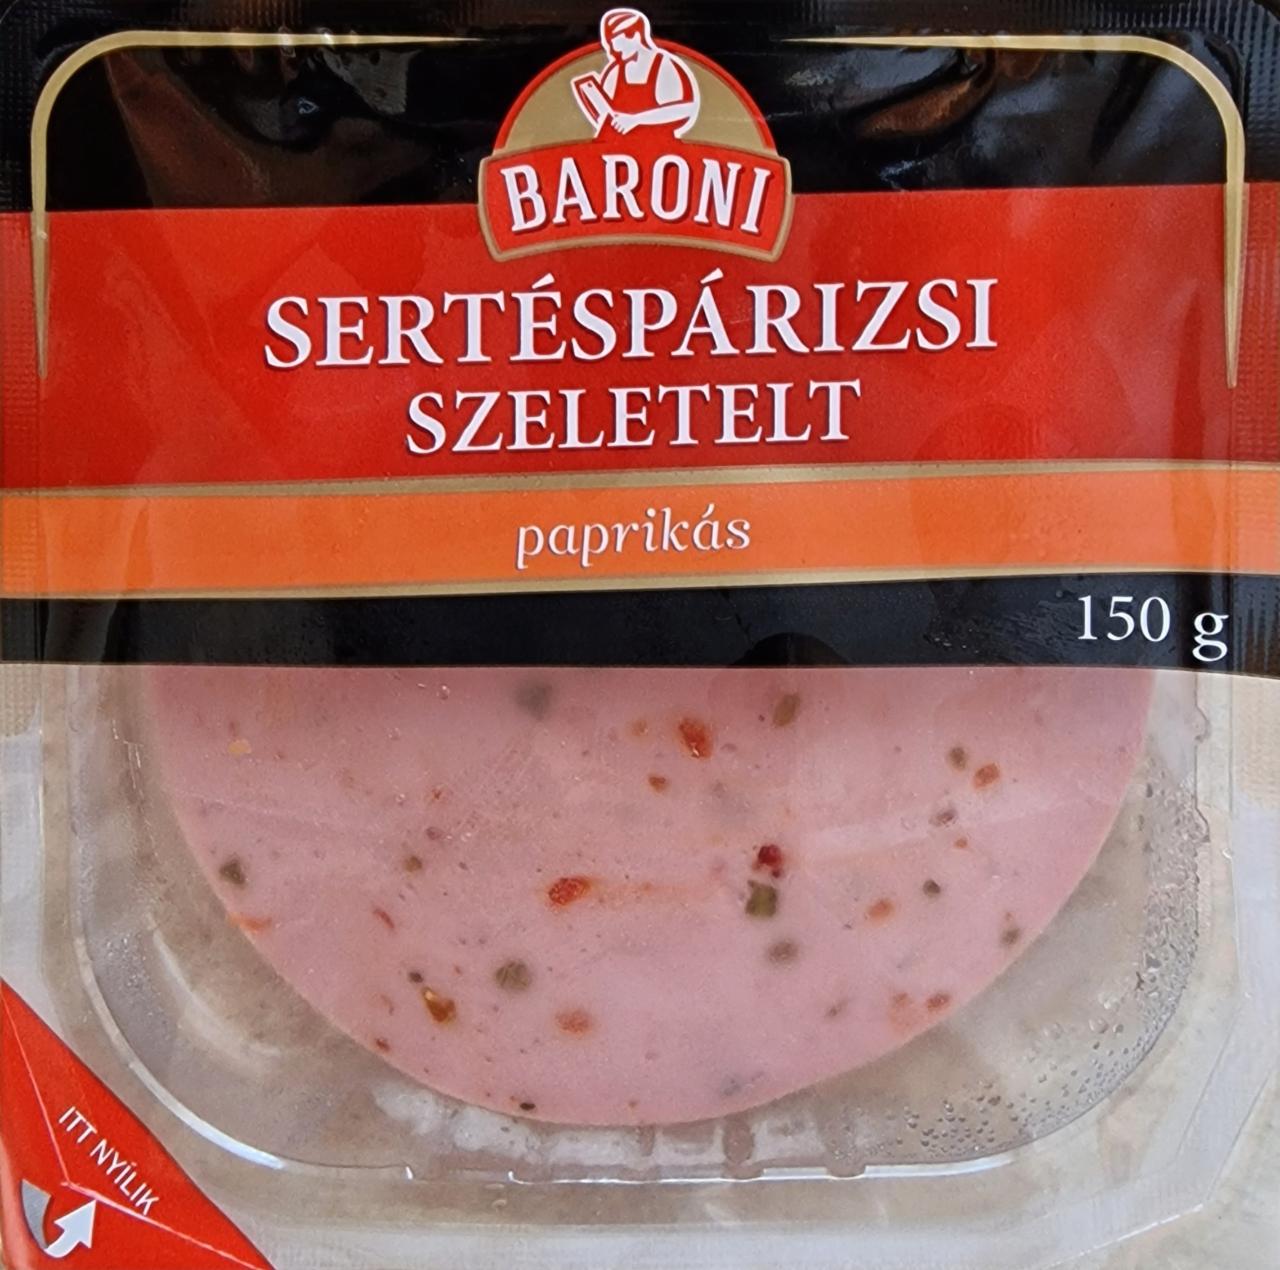 BARONI
SERTÉSPÁRIZSI
SZELETELT
paprikás
150 g
ITT NYÍLIK